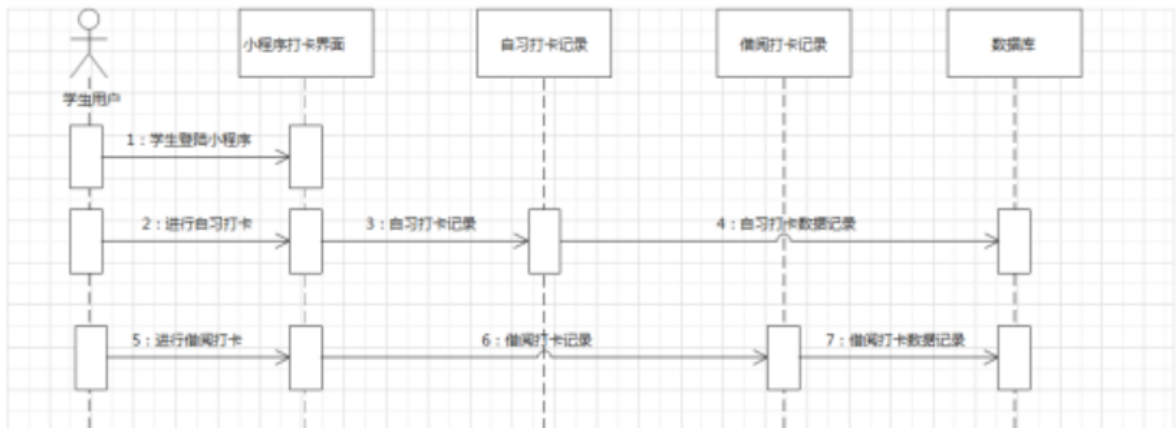 小程序打卡界面
自习打卡记录
借阅打卡记录
数据库
学生用户
1：学生登陆小程序
2：进行自习打卡
3：自习打卡记录
4：自习打卡数据记录
5：进行借阅打卡
6：借阅打卡记录
7：借阅打卡数据记录